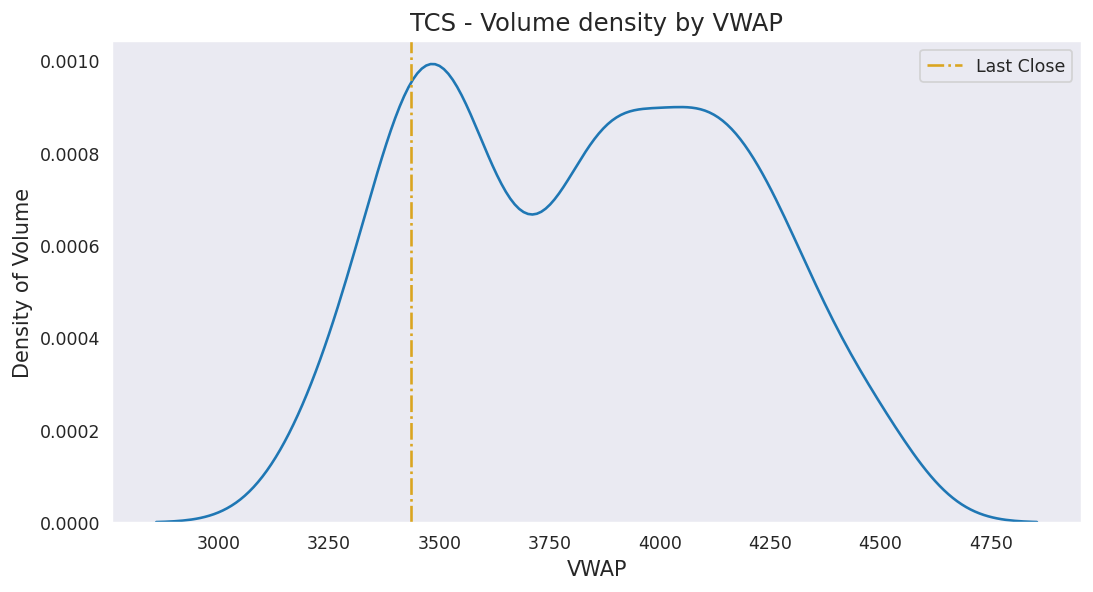 TCS - Volume density by VWAP
Last Close
Density of Volume
0.0010
0.0008
0.0006
0.0004
0.0002
0.0000
3000 3250 3500 3750 4000 4250 4500 4750
VWAP